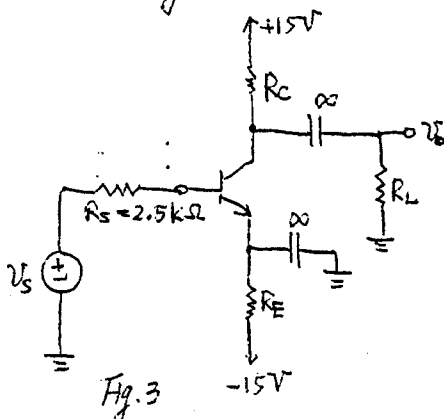 +15V
RC
∞
vo
RS = 2.5kΩ
RL
∞
vS
+
-
RE
-15V
Fig. 3